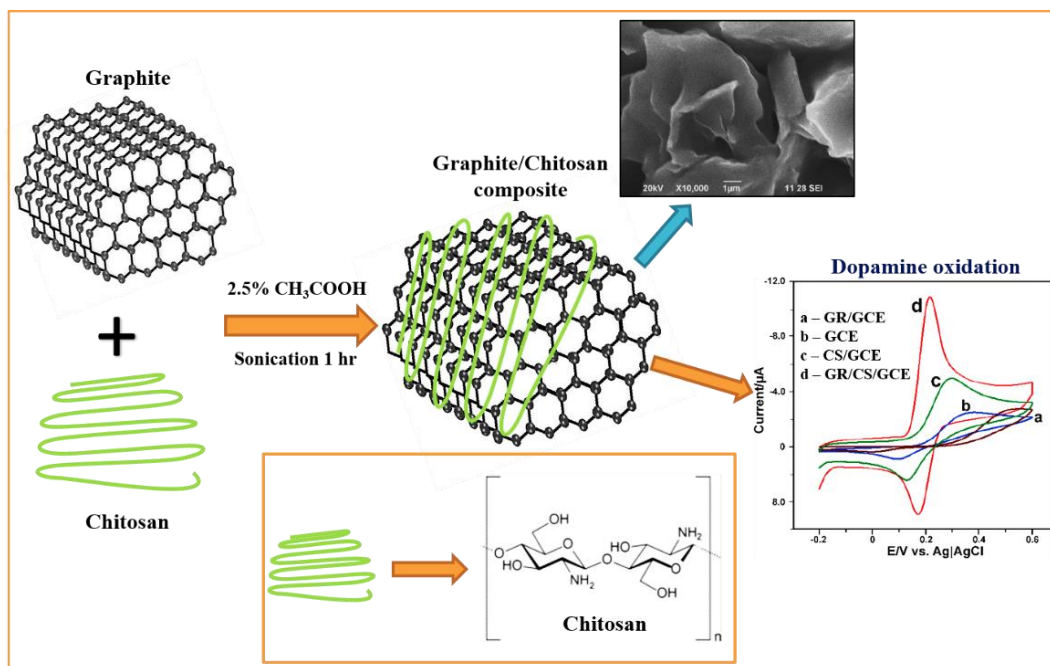 Graphite
+
Chitosan
2.5% CH₃COOH
Sonication 1 hr
Graphite/Chitosan
composite
20kV X10,000 1μm 11 28 SEI
Dopamine oxidation
a – GR/GCE
b – GCE
c – CS/GCE
d – GR/CS/GCE
d
c
b
a
Current/μA
-12.0
-8.0
-4.0
0
8.0
-0.2 0.0 0.2 0.4 0.6
E/V vs. Ag|AgCl
OH
O
HO
NH₂
O
O
HO
NH₂
O
OH
n
Chitosan